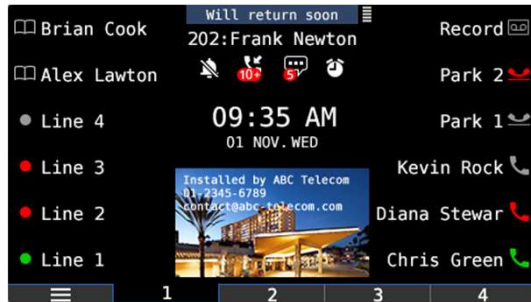 Will return soon
Brian Cook
202:Frank Newton
Record
Alex Lawton
10+
5
Park 2
Line 4
09:35 AM
01 NOV.WED
Park 1
Line 3
Kevin Rock
Installed by ABC Telecom
01-2345-6789
contact@abc-telecom.com
Line 2
Diana Stewar
Line 1
Chris Green
1
2
3
4